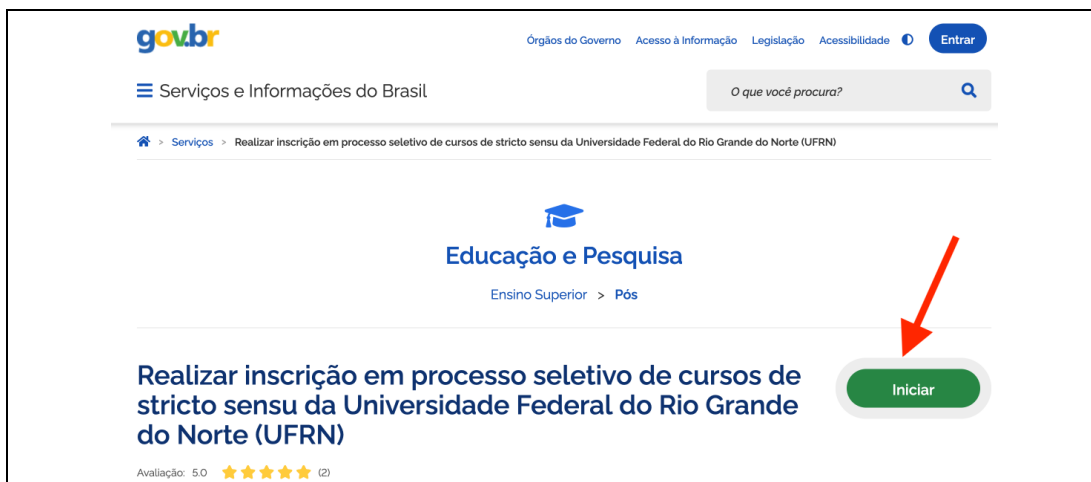 gov.br
Órgãos do Governo Acesso à Informação Legislação Acessibilidade Entrar
Serviços e Informações do Brasil
O que você procura?
> Serviços > Realizar inscrição em processo seletivo de cursos de stricto sensu da Universidade Federal do Rio Grande do Norte (UFRN)
Educação e Pesquisa
Ensino Superior > Pós
Realizar inscrição em processo seletivo de cursos de
stricto sensu da Universidade Federal do Rio Grande
do Norte (UFRN)
Iniciar
Avaliação: 5.0 (2)